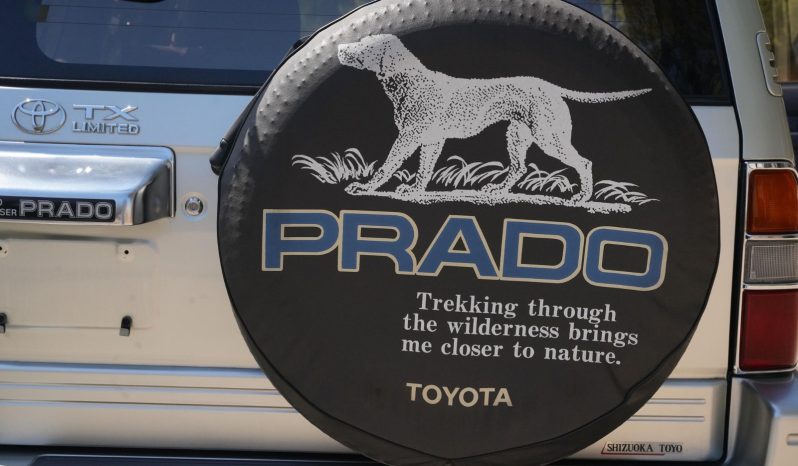 TX
LIMITED
PRADO
PRADO
Trekking through
the wilderness brings
me closer to nature.
TOYOTA
SHIZUOKA TOYO